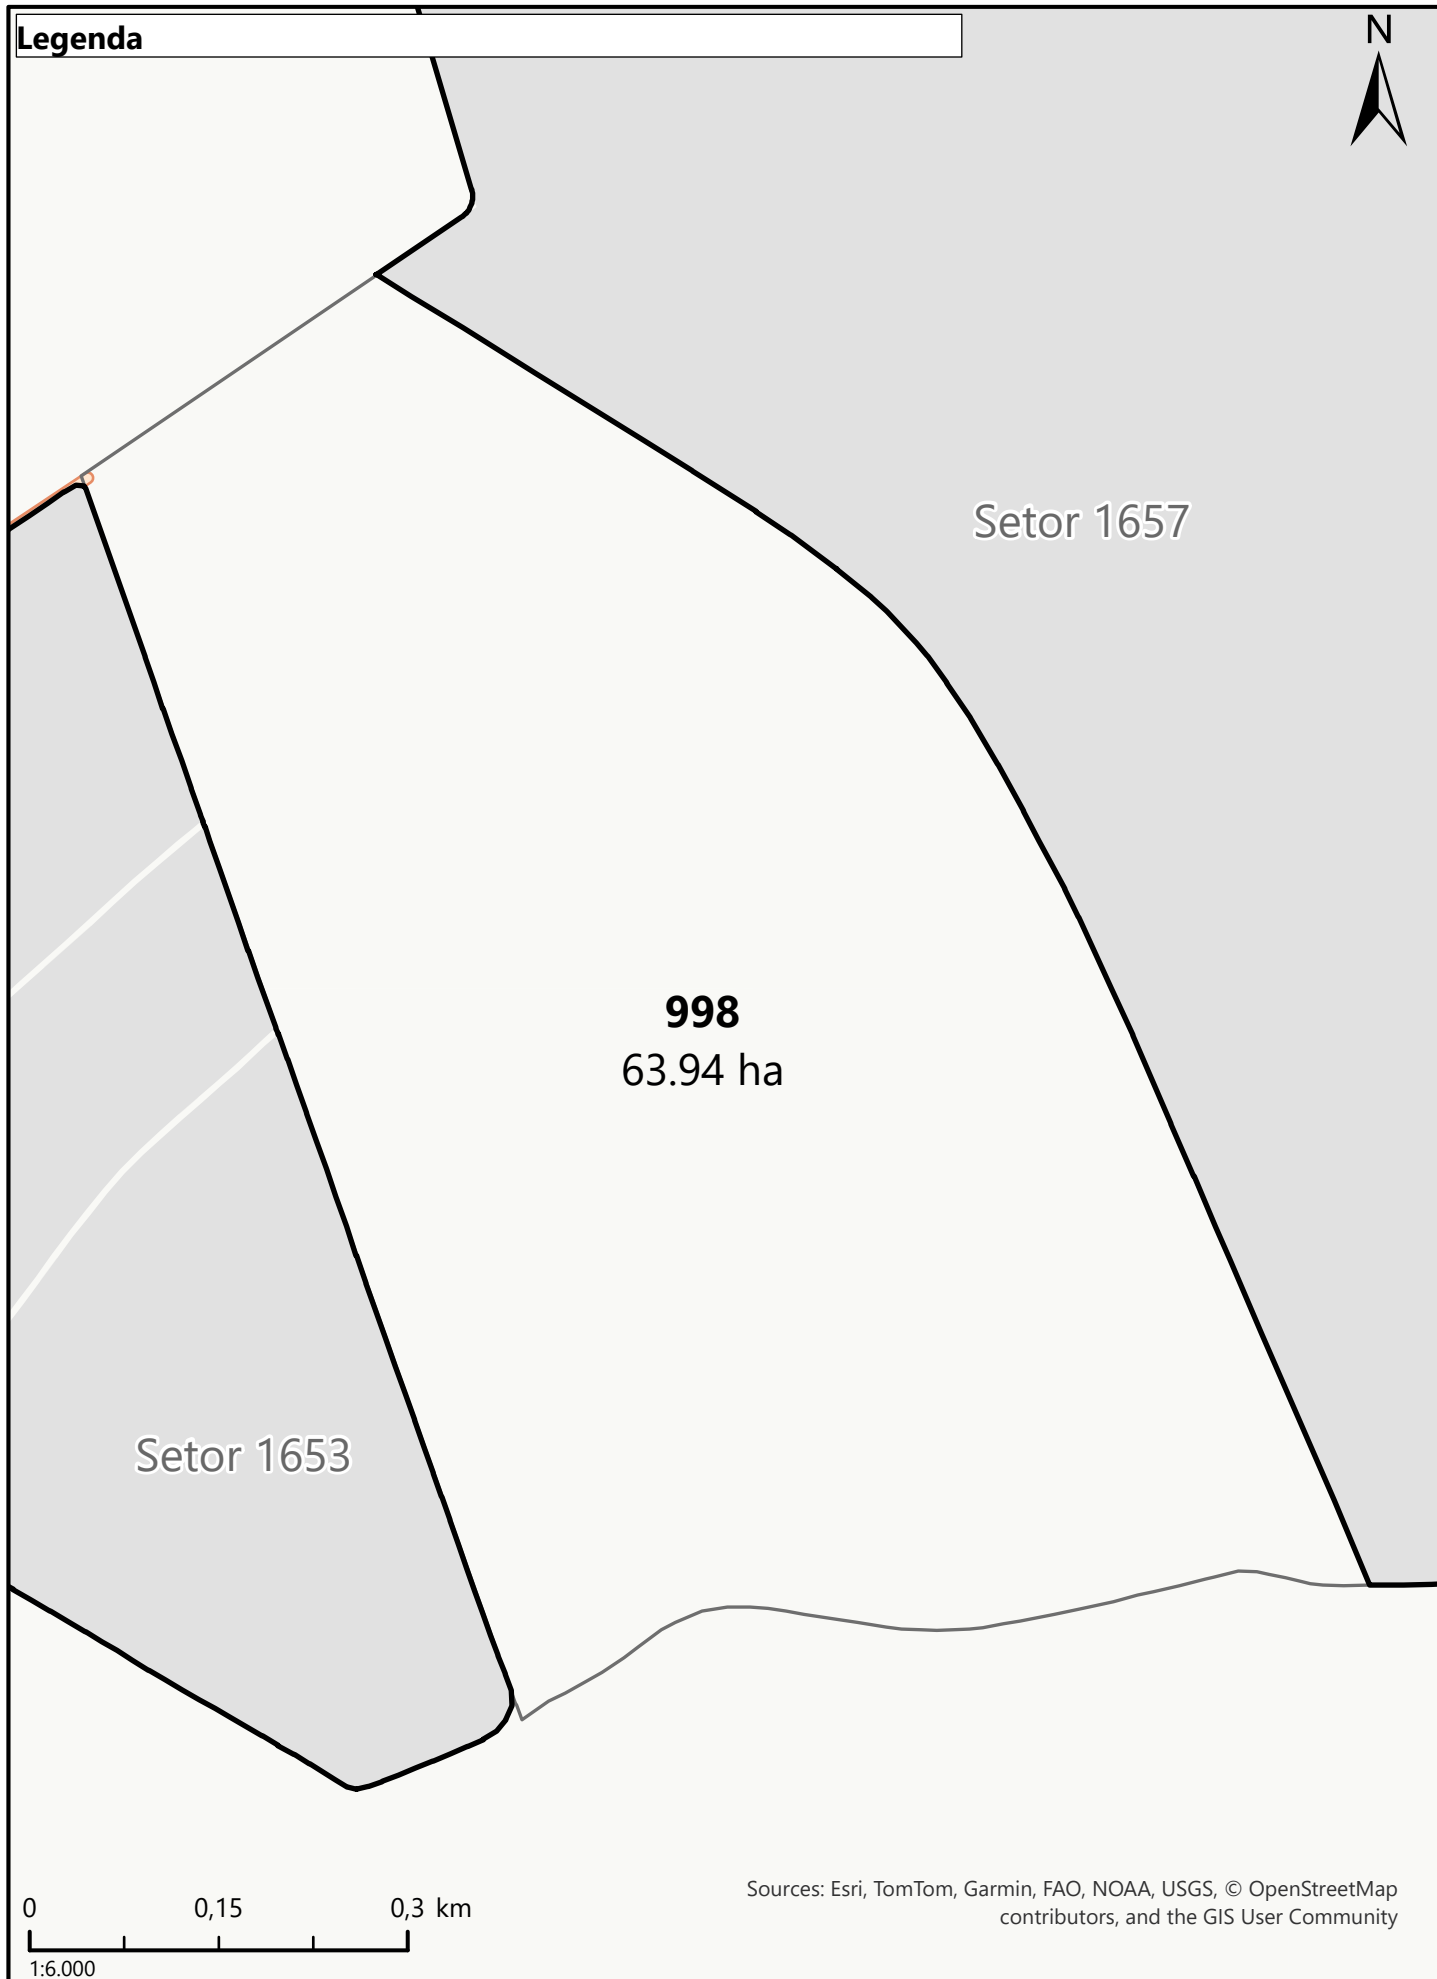 Legenda
N
Setor 1657
998
63.94 ha
Setor 1653
0 0,15 0,3 km
1:6.000
Sources: Esri, TomTom, Garmin, FAO, NOAA, USGS, © OpenStreetMap
contributors, and the GIS User Community